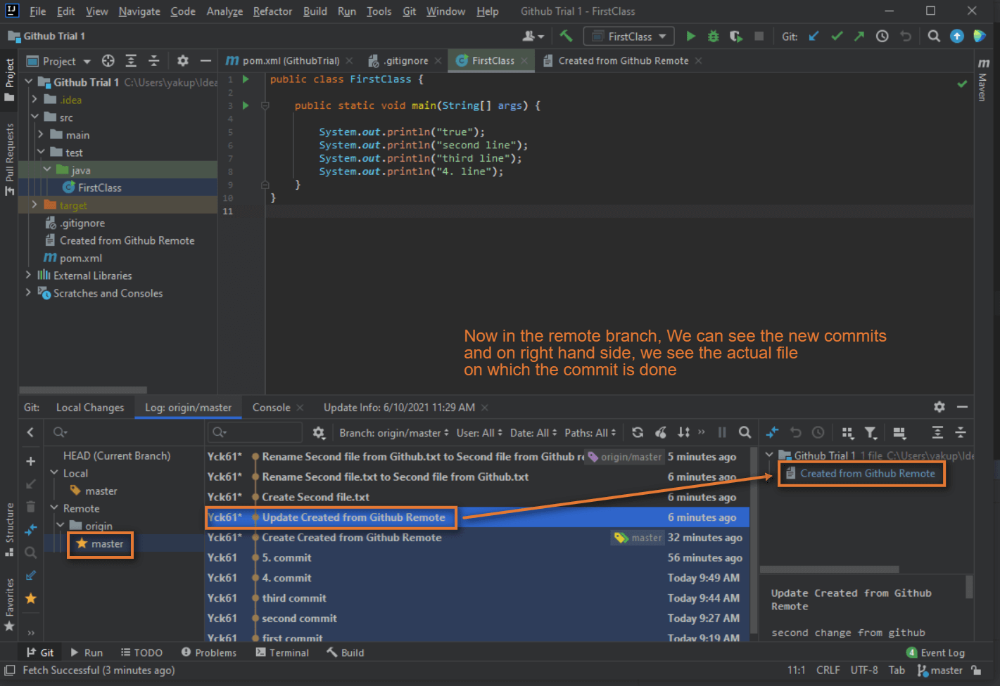 File Edit View Navigate Code Analyze Refactor Build Run Tools Git Window Help Github Trial 1 - FirstClass
Github Trial 1
FirstClass
Git:
Project
pom.xml (GithubTrial)
.gitignore
FirstClass
Created from Github Remote
Project
Pull Requests
Structure
Favorites
Maven
Github Trial 1 C:\Users\yakup\Idea
.idea
src
main
test
java
FirstClass
target
.gitignore
Created from Github Remote
pom.xml
External Libraries
Scratches and Consoles
1 public class FirstClass {
2
3 public static void main(String[] args) {
4
5 System.out.println("true");
6 System.out.println("second line");
7 System.out.println("third line");
8 System.out.println("4. line");
9 }
10 }
11
Now in the remote branch, We can see the new commits
and on right hand side, we see the actual file
on which the commit is done
Git: Local Changes Log: origin/master Console Update Info: 6/10/2021 11:29 AM
Branch: origin/master User: All Date: All Paths: All
HEAD (Current Branch)
Local
master
Remote
origin
master
Yck61* Rename Second file from Github.txt to Second file from Github re origin/master 5 minutes ago
Yck61* Rename Second file.txt to Second file from Github.txt 6 minutes ago
Yck61* Create Second file.txt 6 minutes ago
Yck61* Update Created from Github Remote 6 minutes ago
Yck61* Create Created from Github Remote master 32 minutes ago
Yck61 5. commit 56 minutes ago
Yck61 4. commit Today 9:49 AM
Yck61 third commit Today 9:44 AM
Yck61 second commit Today 9:27 AM
Yck61 first commit Today 9:19 AM
Github Trial 1 1 file C:\Users\yakup\Ide
Created from Github Remote
Update Created from Github
Remote
second change from github
Git Run TODO Problems Terminal Build
4 Event Log
Fetch Successful (3 minutes ago)
11:1 CRLF UTF-8 Tab master